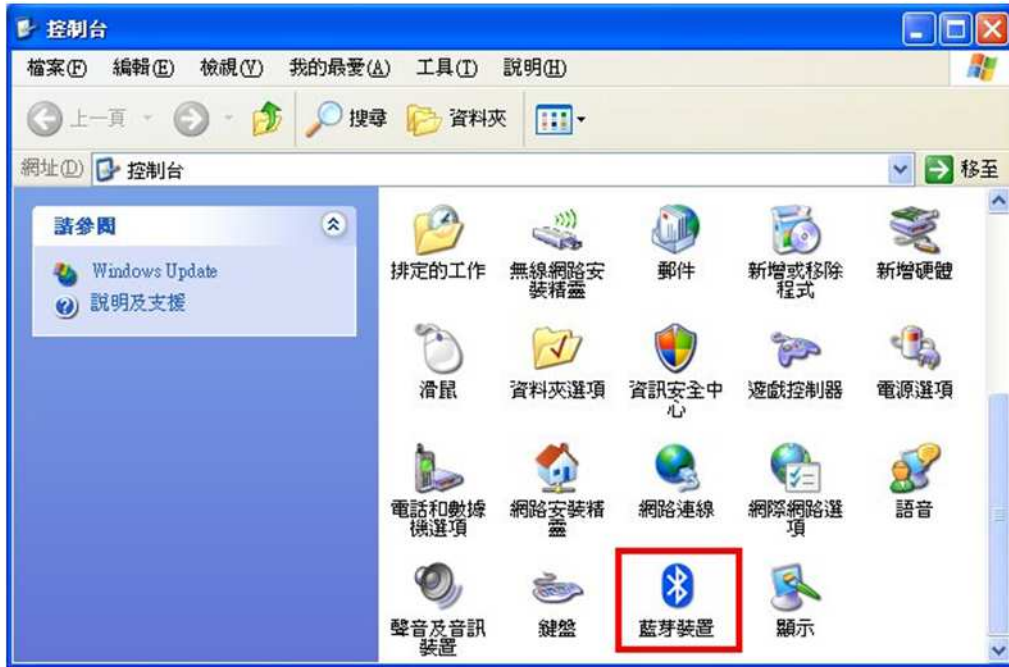 控制台
檔案(F) 編輯(E) 檢視(V) 我的最愛(A) 工具(T) 說明(H)
上一頁 搜尋 資料夾
網址(D) 控制台 移至
請參閱
Windows Update
說明及支援
排定的工作 無線網路安 郵件 新增或移除 新增硬體
裝精靈 程式
滑鼠 資料夾選項 資訊安全中 遊戲控制器 電源選項
心
電話和數據 網路安裝精 網路連線 網際網路選 語音
機選項 靈 項
聲音及音訊 鍵盤 藍芽裝置 顯示
裝置